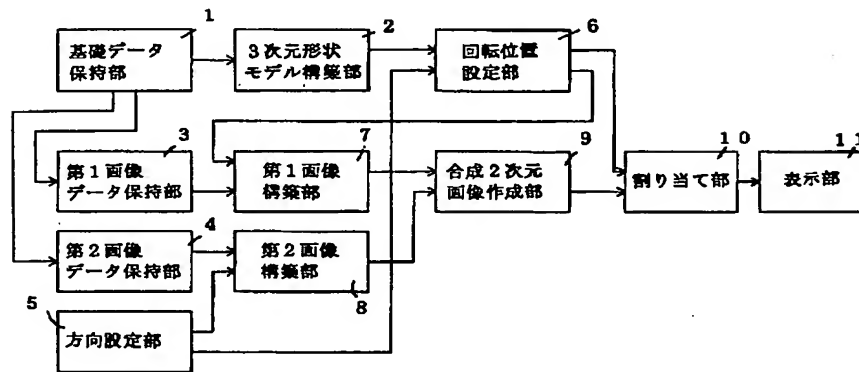 1
基礎データ
保持部
2
3次元形状
モデル構築部
6
回転位置
設定部
3
第1画像
データ保持部
7
第1画像
構築部
9
合成2次元
画像作成部
10
割り当て部
11
表示部
4
第2画像
データ保持部
第2画像
構築部
8
5
方向設定部